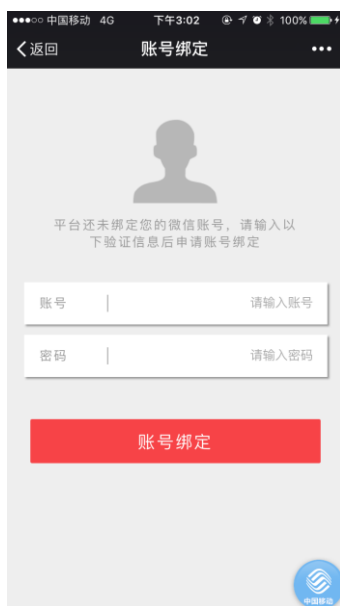 中国移动 4G 下午3:02 100%
返回 账号绑定
平台还未绑定您的微信账号，请输入以
下验证信息后申请账号绑定
账号 请输入账号
密码 请输入密码
账号绑定
中国移动